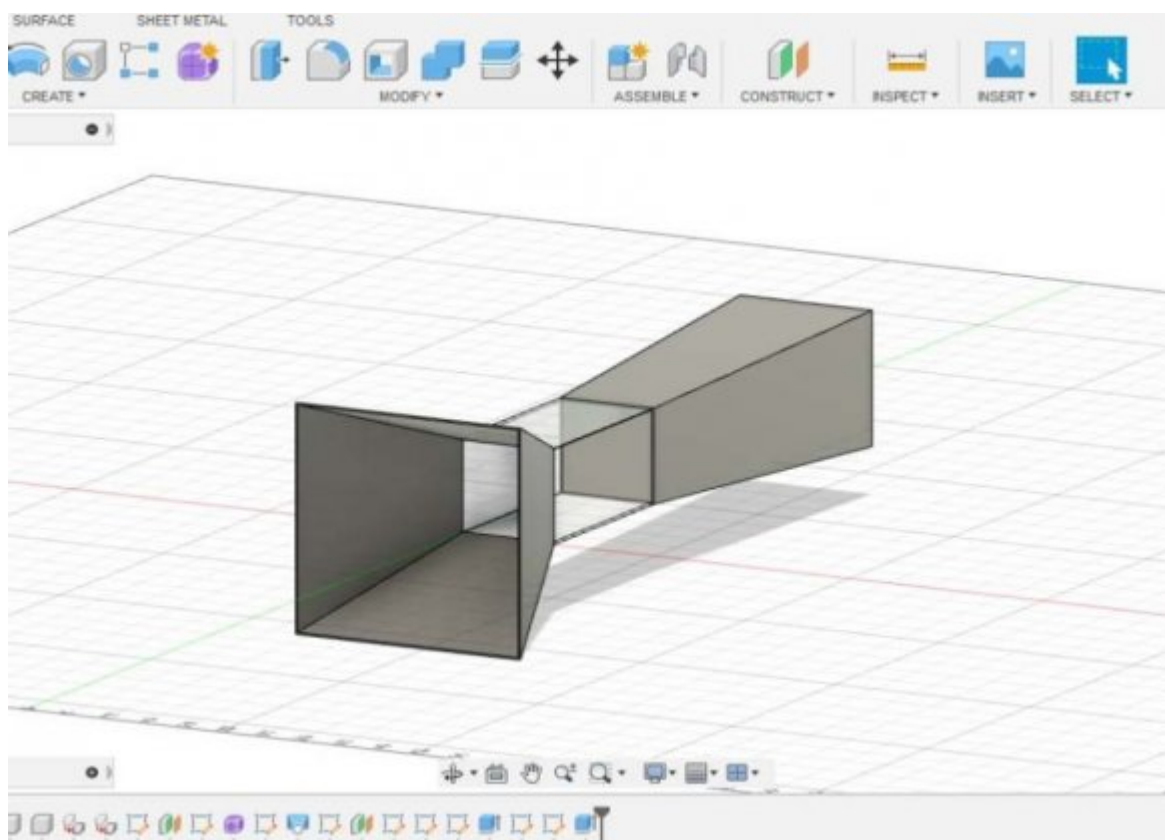 SURFACE SHEET METAL TOOLS
CREATE ▾ MODIFY ▾ ASSEMBLE ▾ CONSTRUCT ▾ INSPECT ▾ INSERT ▾ SELECT ▾